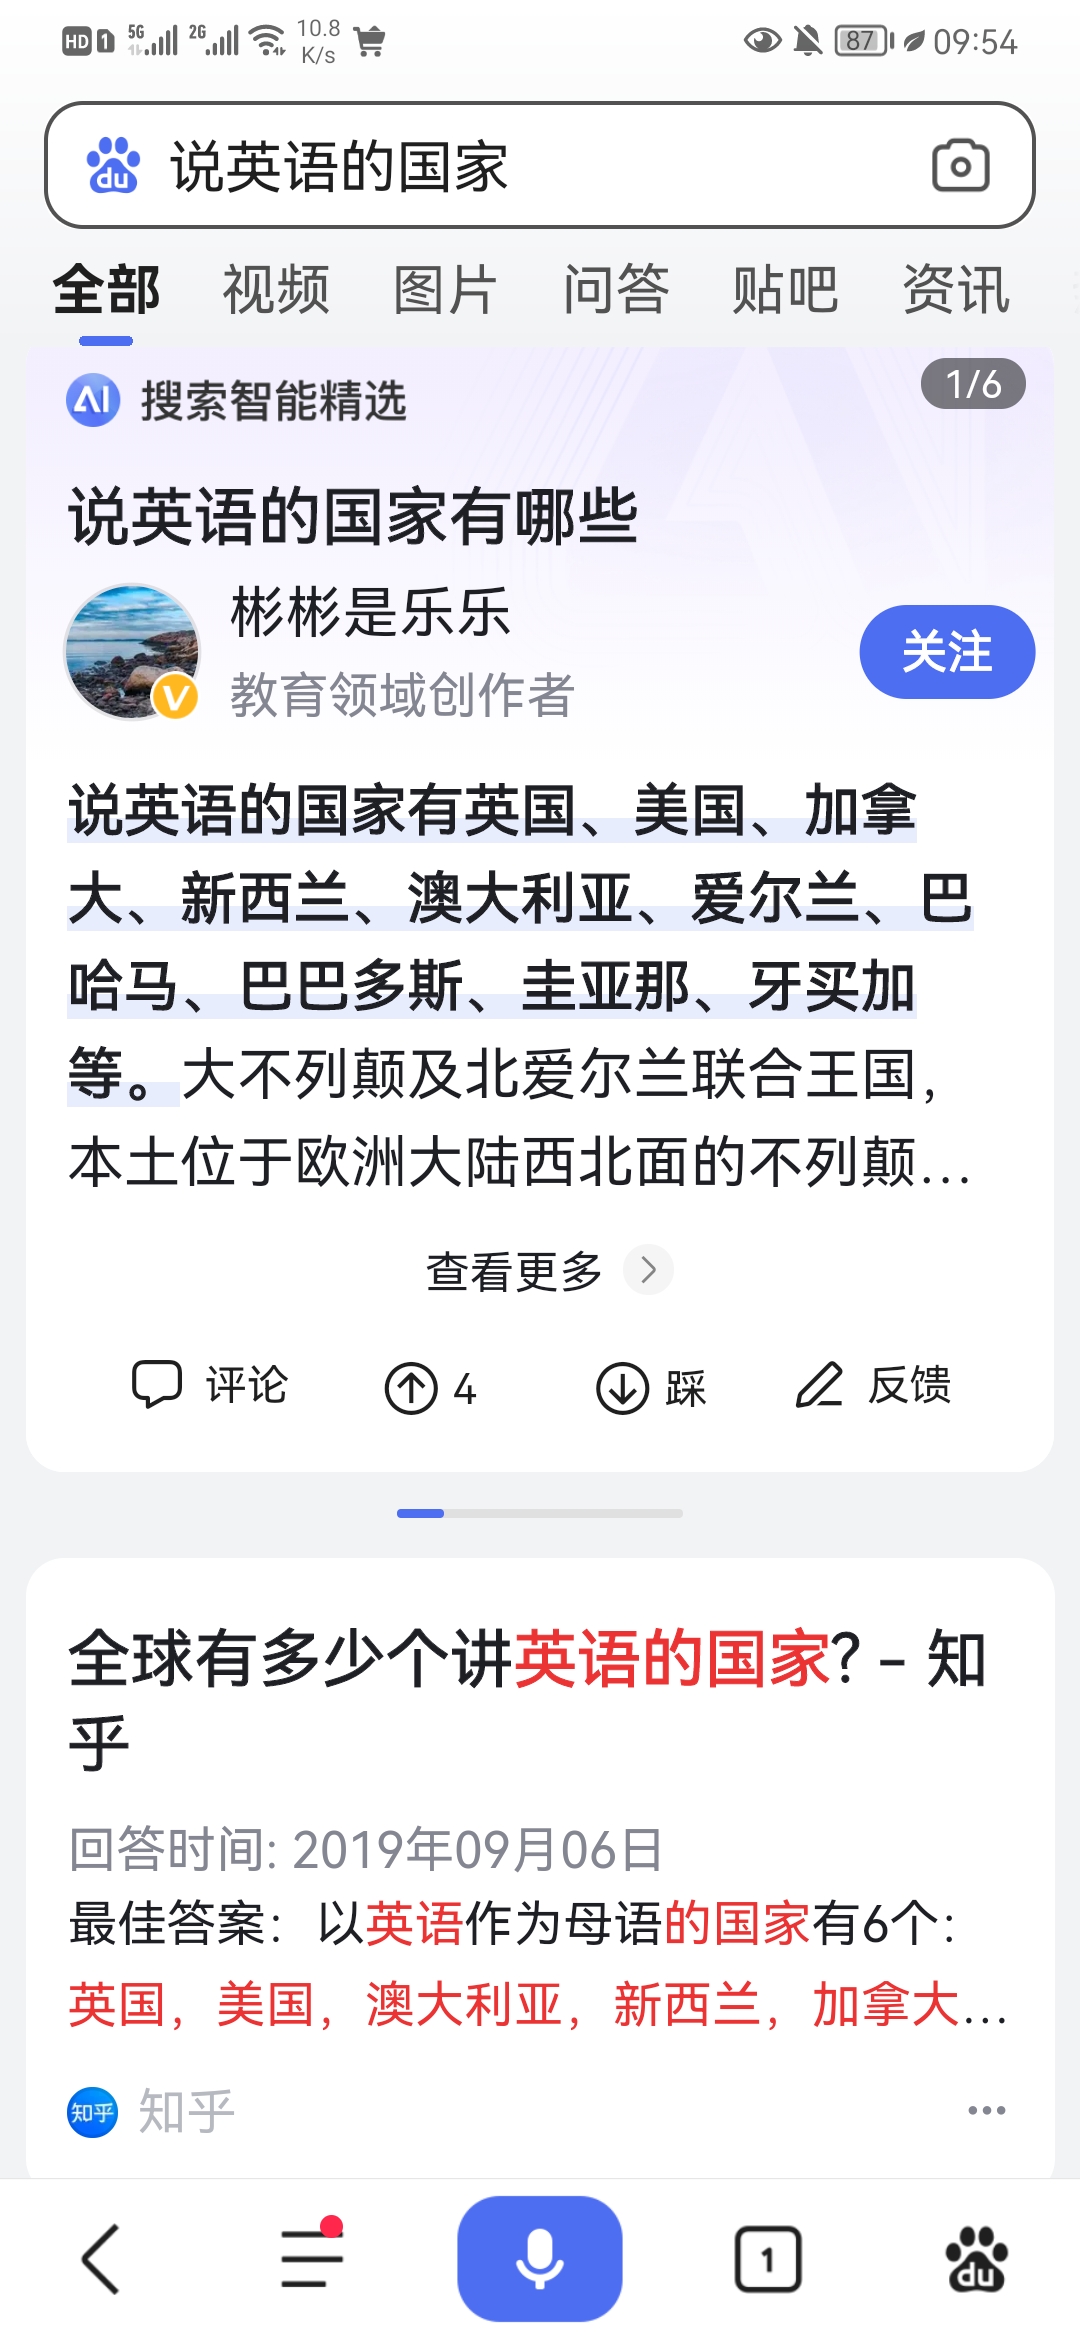 HD 1 5G 2G 10.8 K/s 87 09:54
du 说英语的国家
全部 视频 图片 问答 贴吧 资讯
AI 搜索智能精选 1/6
说英语的国家有哪些
彬彬是乐乐
V 教育领域创作者 关注
说英语的国家有英国、美国、加拿
大、新西兰、澳大利亚、爱尔兰、巴
哈马、巴巴多斯、圭亚那、牙买加
等。大不列颠及北爱尔兰联合王国，
本土位于欧洲大陆西北面的不列颠...
查看更多
评论 4 踩 反馈
全球有多少个讲英语的国家? - 知
乎
回答时间: 2019年09月06日
最佳答案：以英语作为母语的国家有6个：
英国，美国，澳大利亚，新西兰，加拿大...
知乎 知乎
1 du